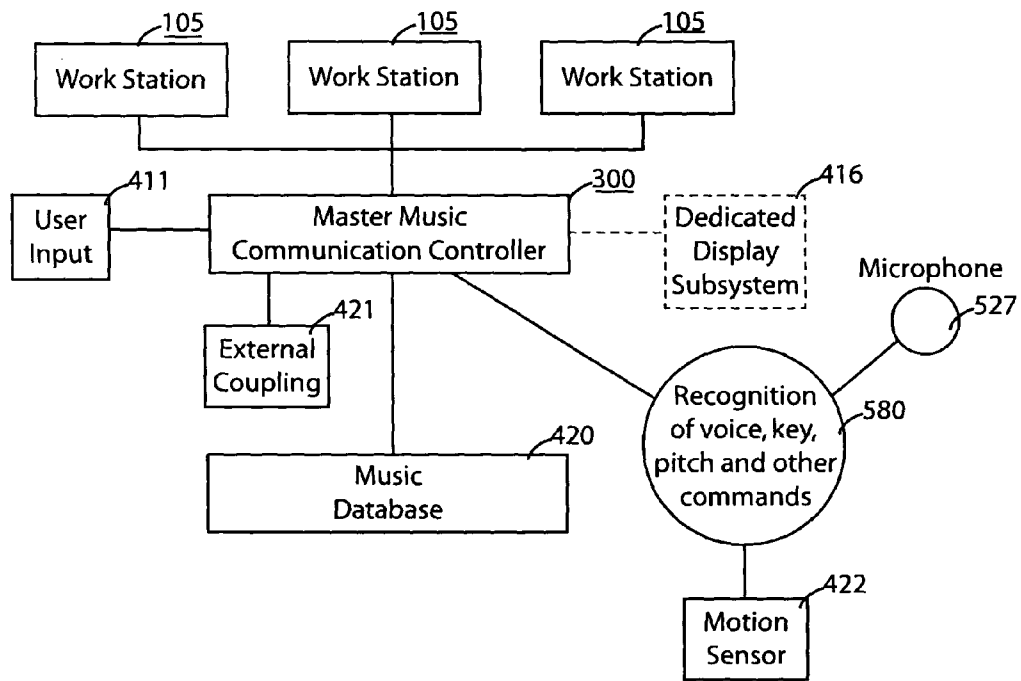 105
105
105
Work Station
Work Station
Work Station
411
300
416
User
Input
Master Music
Communication Controller
Dedicated
Display
Subsystem
Microphone
527
421
External
Coupling
Recognition
of voice, key,
pitch and other
commands
580
420
Music
Database
422
Motion
Sensor